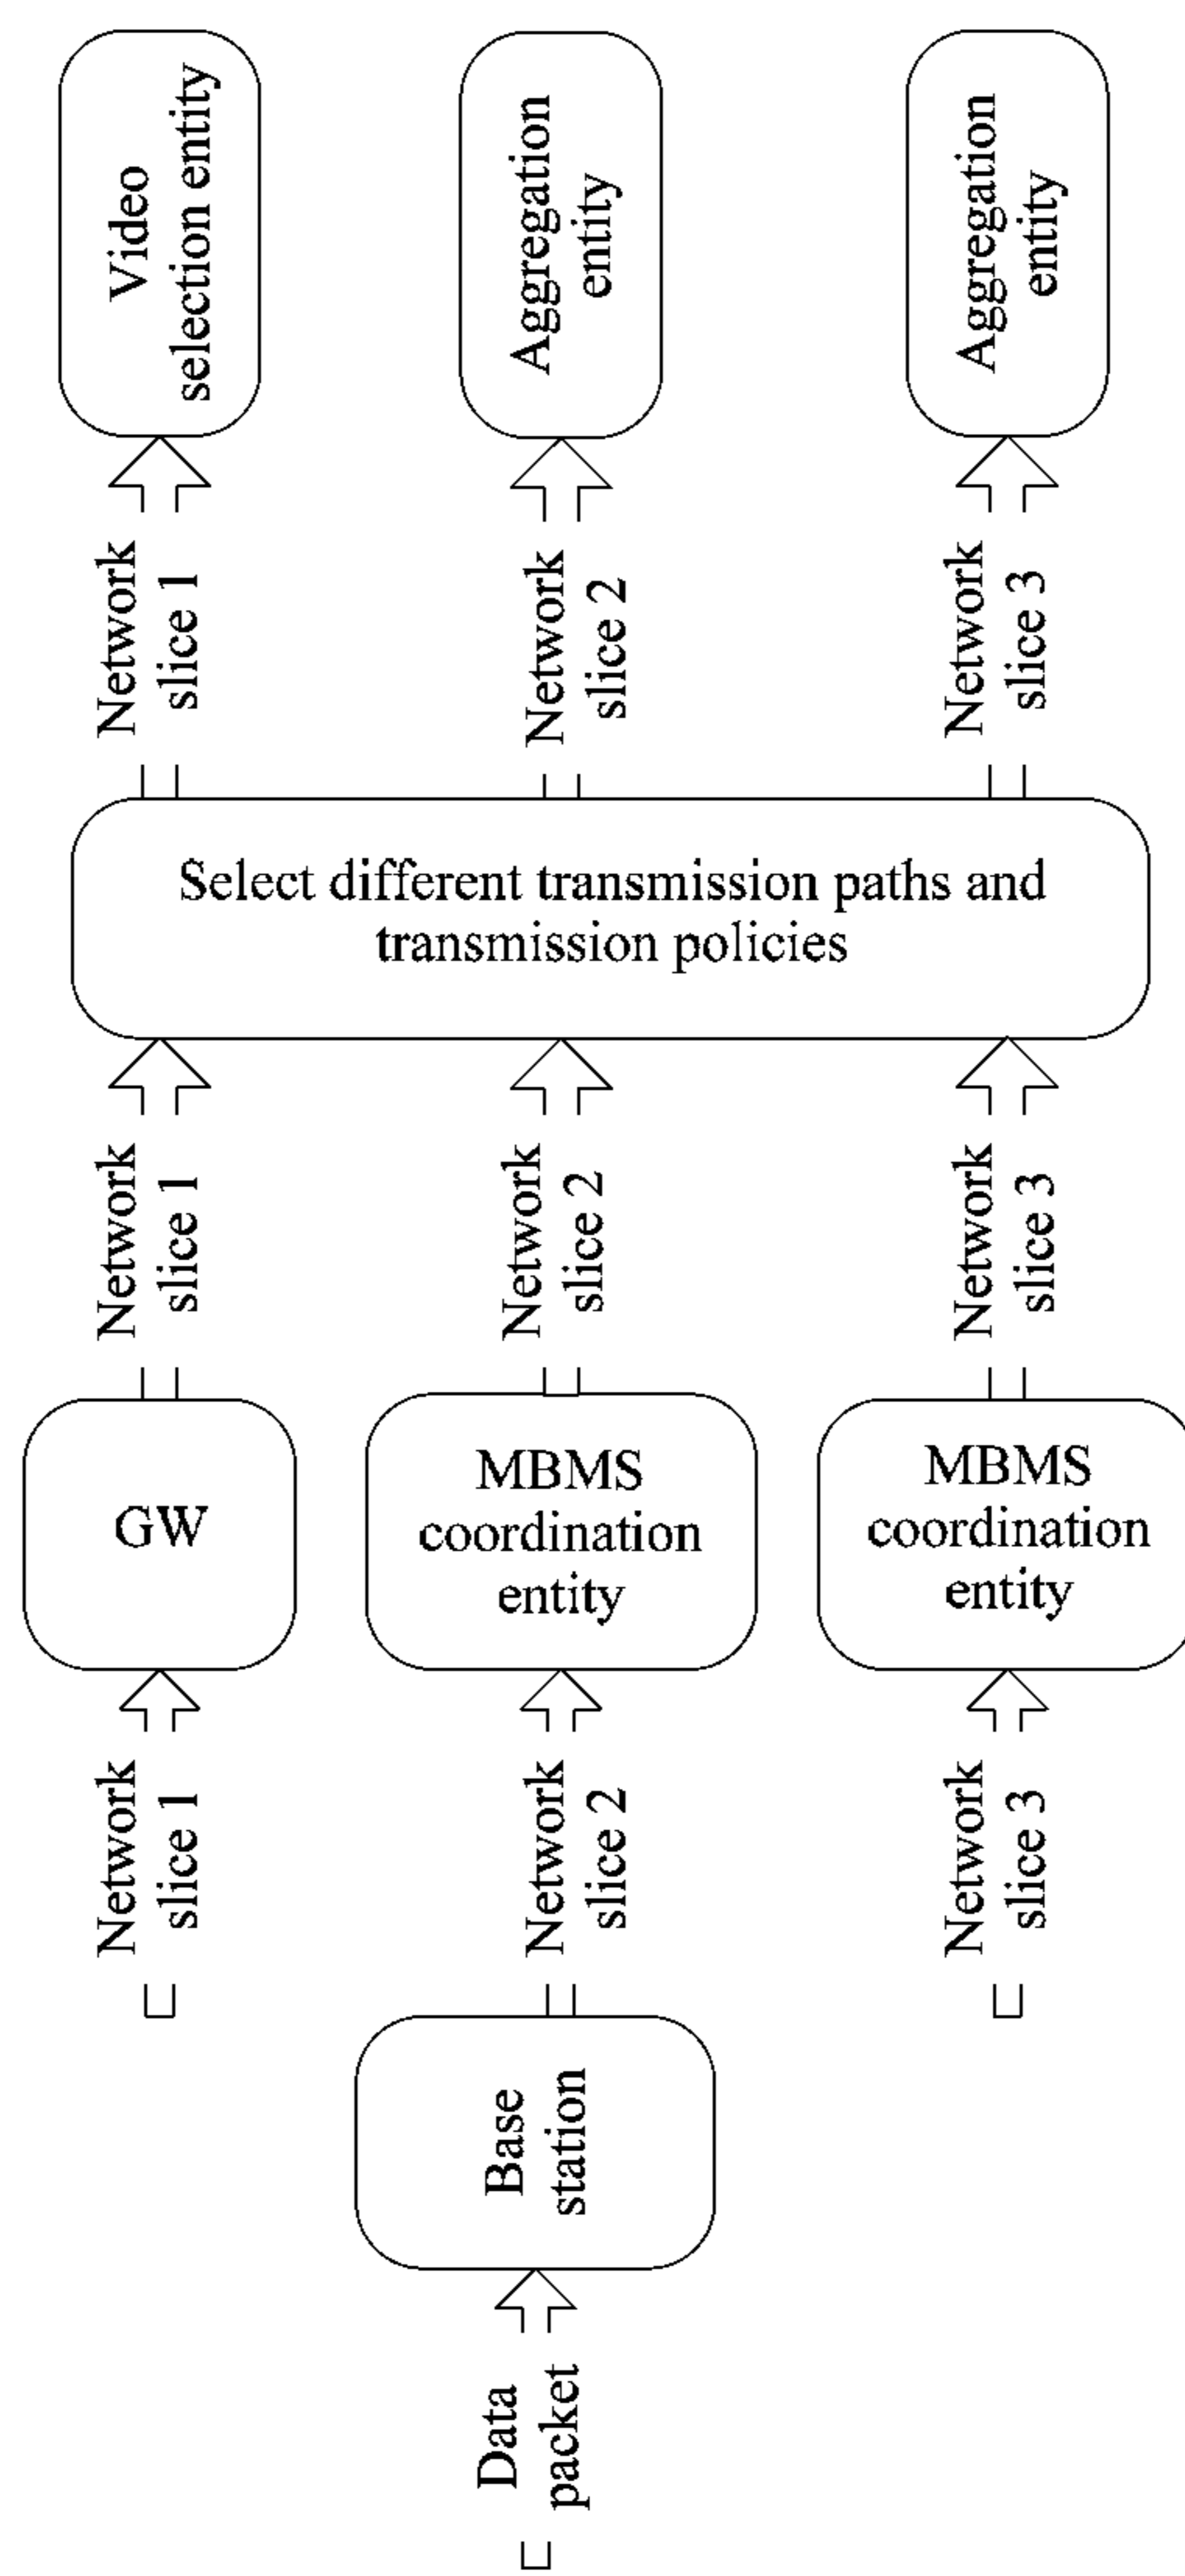 Video
selection entity
Aggregation
entity
Aggregation
entity
Network
slice 1
Network
slice 2
Network
slice 3
Select different transmission paths and
transmission policies
Network
slice 1
Network
slice 2
Network
slice 3
GW
MBMS
coordination
entity
MBMS
coordination
entity
Network
slice 1
Network
slice 2
Network
slice 3
Base
station
Data
packet